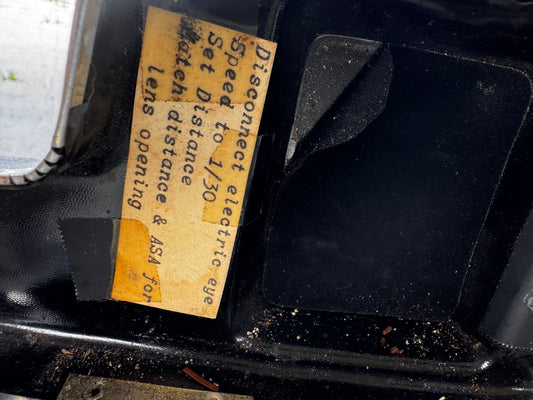 Disconnect electric eye
Speed to 1/30
Set Distance
Match distance & ASA for
lens opening